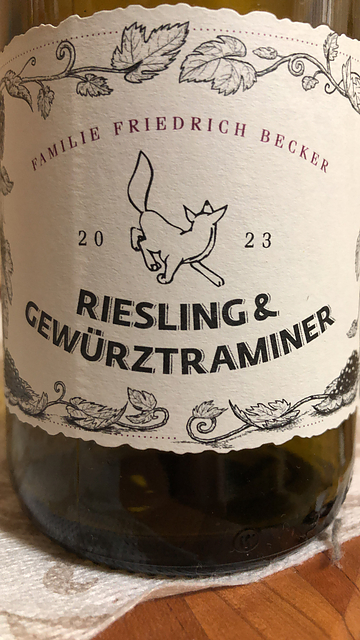 FAMILIE FRIEDRICH BECKER
20 23
RIESLING &
GEWÜRZTRAMINER